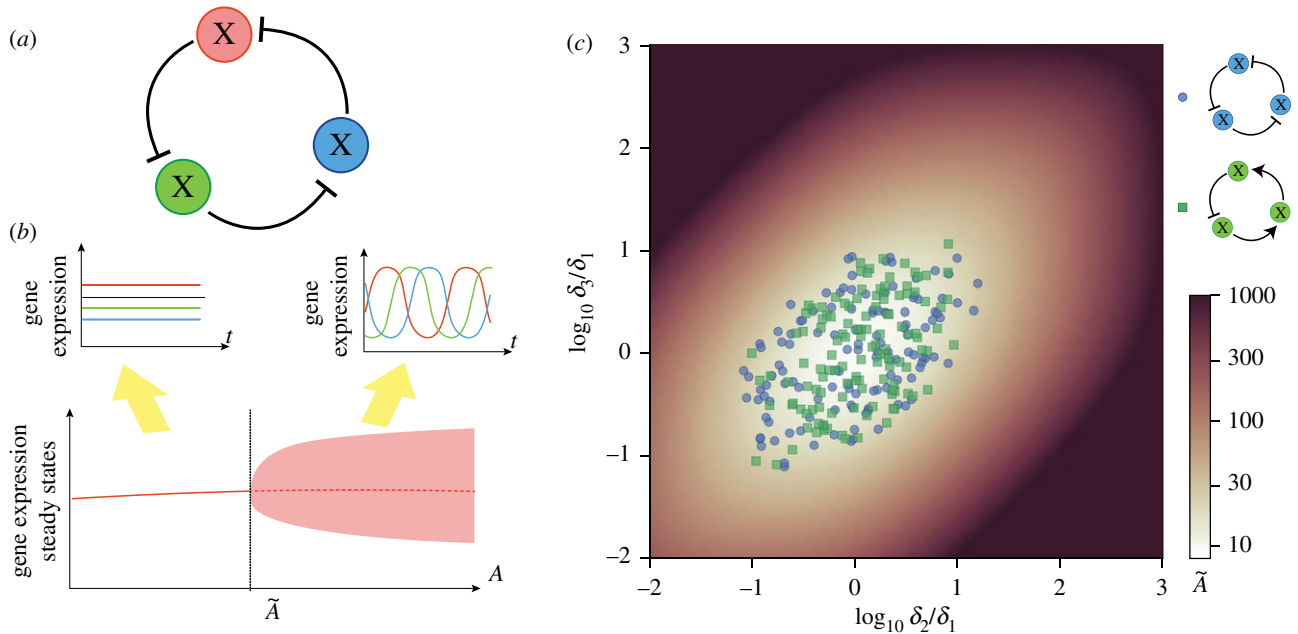 (a)
X
X
X
(b)
gene
expression
t
gene
expression
t
gene expression
steady states
A
Ã
(c)
3
2
1
0
–1
–2
log10 δ3/δ1
–2
–1
0
1
2
3
log10 δ2/δ1
X
X
X
X
X
X
1000
300
100
30
10
Ã